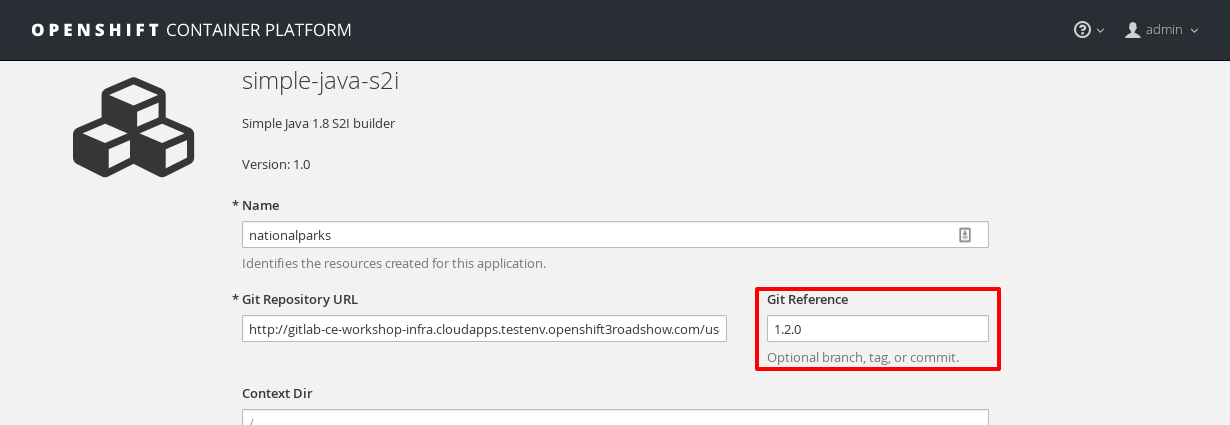 OPENSHIFT CONTAINER PLATFORM
admin
simple-java-s2i
Simple Java 1.8 S2I builder
Version: 1.0
* Name
nationalparks
Identifies the resources created for this application.
* Git Repository URL
Git Reference
http://gitlab-ce-workshop-infra.cloudapps.testenv.openshift3roadshow.com/us
1.2.0
Optional branch, tag, or commit.
Context Dir
/